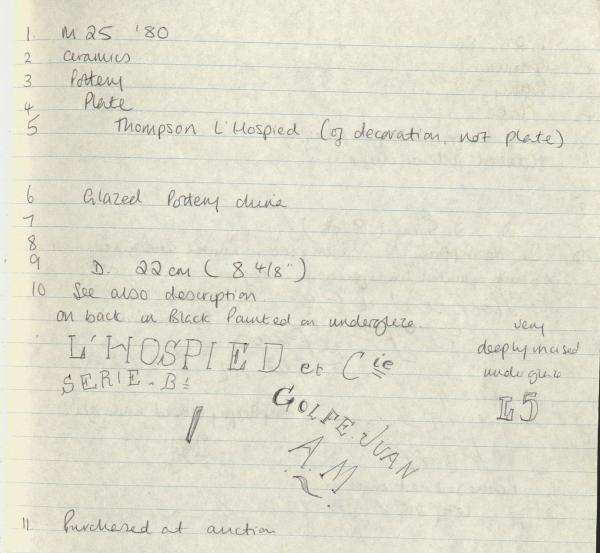 1. M 25 '80
2 Ceramics
3 Pottery
4 Plate
5 Thompson L'Hospied (of decoration, not plate)
6 Glazed Pottery
7
8
9 D. 22 cm (8 4/8")
10 See also description
on back in Black Painted on underglaze.
L'HOSPIED et Cie
SERIE - B:
GOLFE. JUAN
A.M.
very
deeply incised
under glaze
L5
11 Purchased at auction